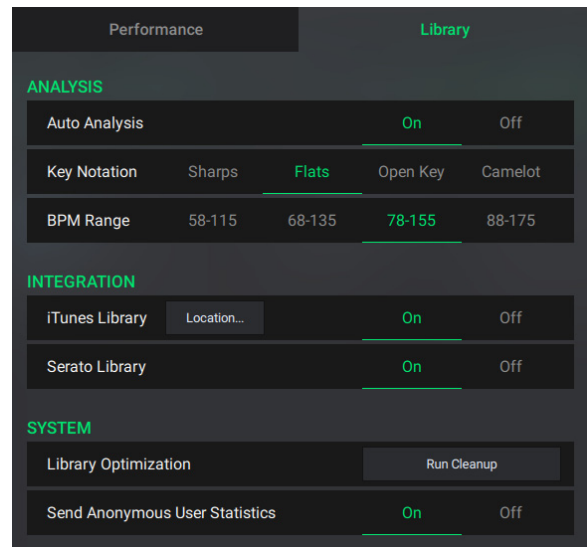 Performance Library
ANALYSIS
Auto Analysis On Off
Key Notation Sharps Flats Open Key Camelot
BPM Range 58-115 68-135 78-155 88-175
INTEGRATION
iTunes Library Location... On Off
Serato Library On Off
SYSTEM
Library Optimization Run Cleanup
Send Anonymous User Statistics On Off